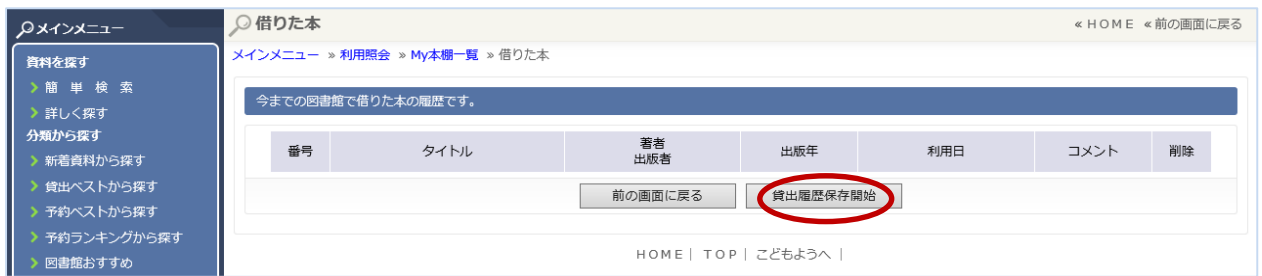 メインメニュー
資料を探す
簡 単 検 索
詳しく探す
分類から探す
新着資料から探す
貸出ベストから探す
予約ベストから探す
予約ランキングから探す
図書館おすすめ
借りた本
«HOME «前の画面に戻る
メインメニュー » 利用照会 » My本棚一覧 » 借りた本
今までの図書館で借りた本の履歴です。
番号 タイトル 著者 出版年 利用日 コメント 削除
出版者
前の画面に戻る 貸出履歴保存開始
HOME| TOP| こどもようへ |